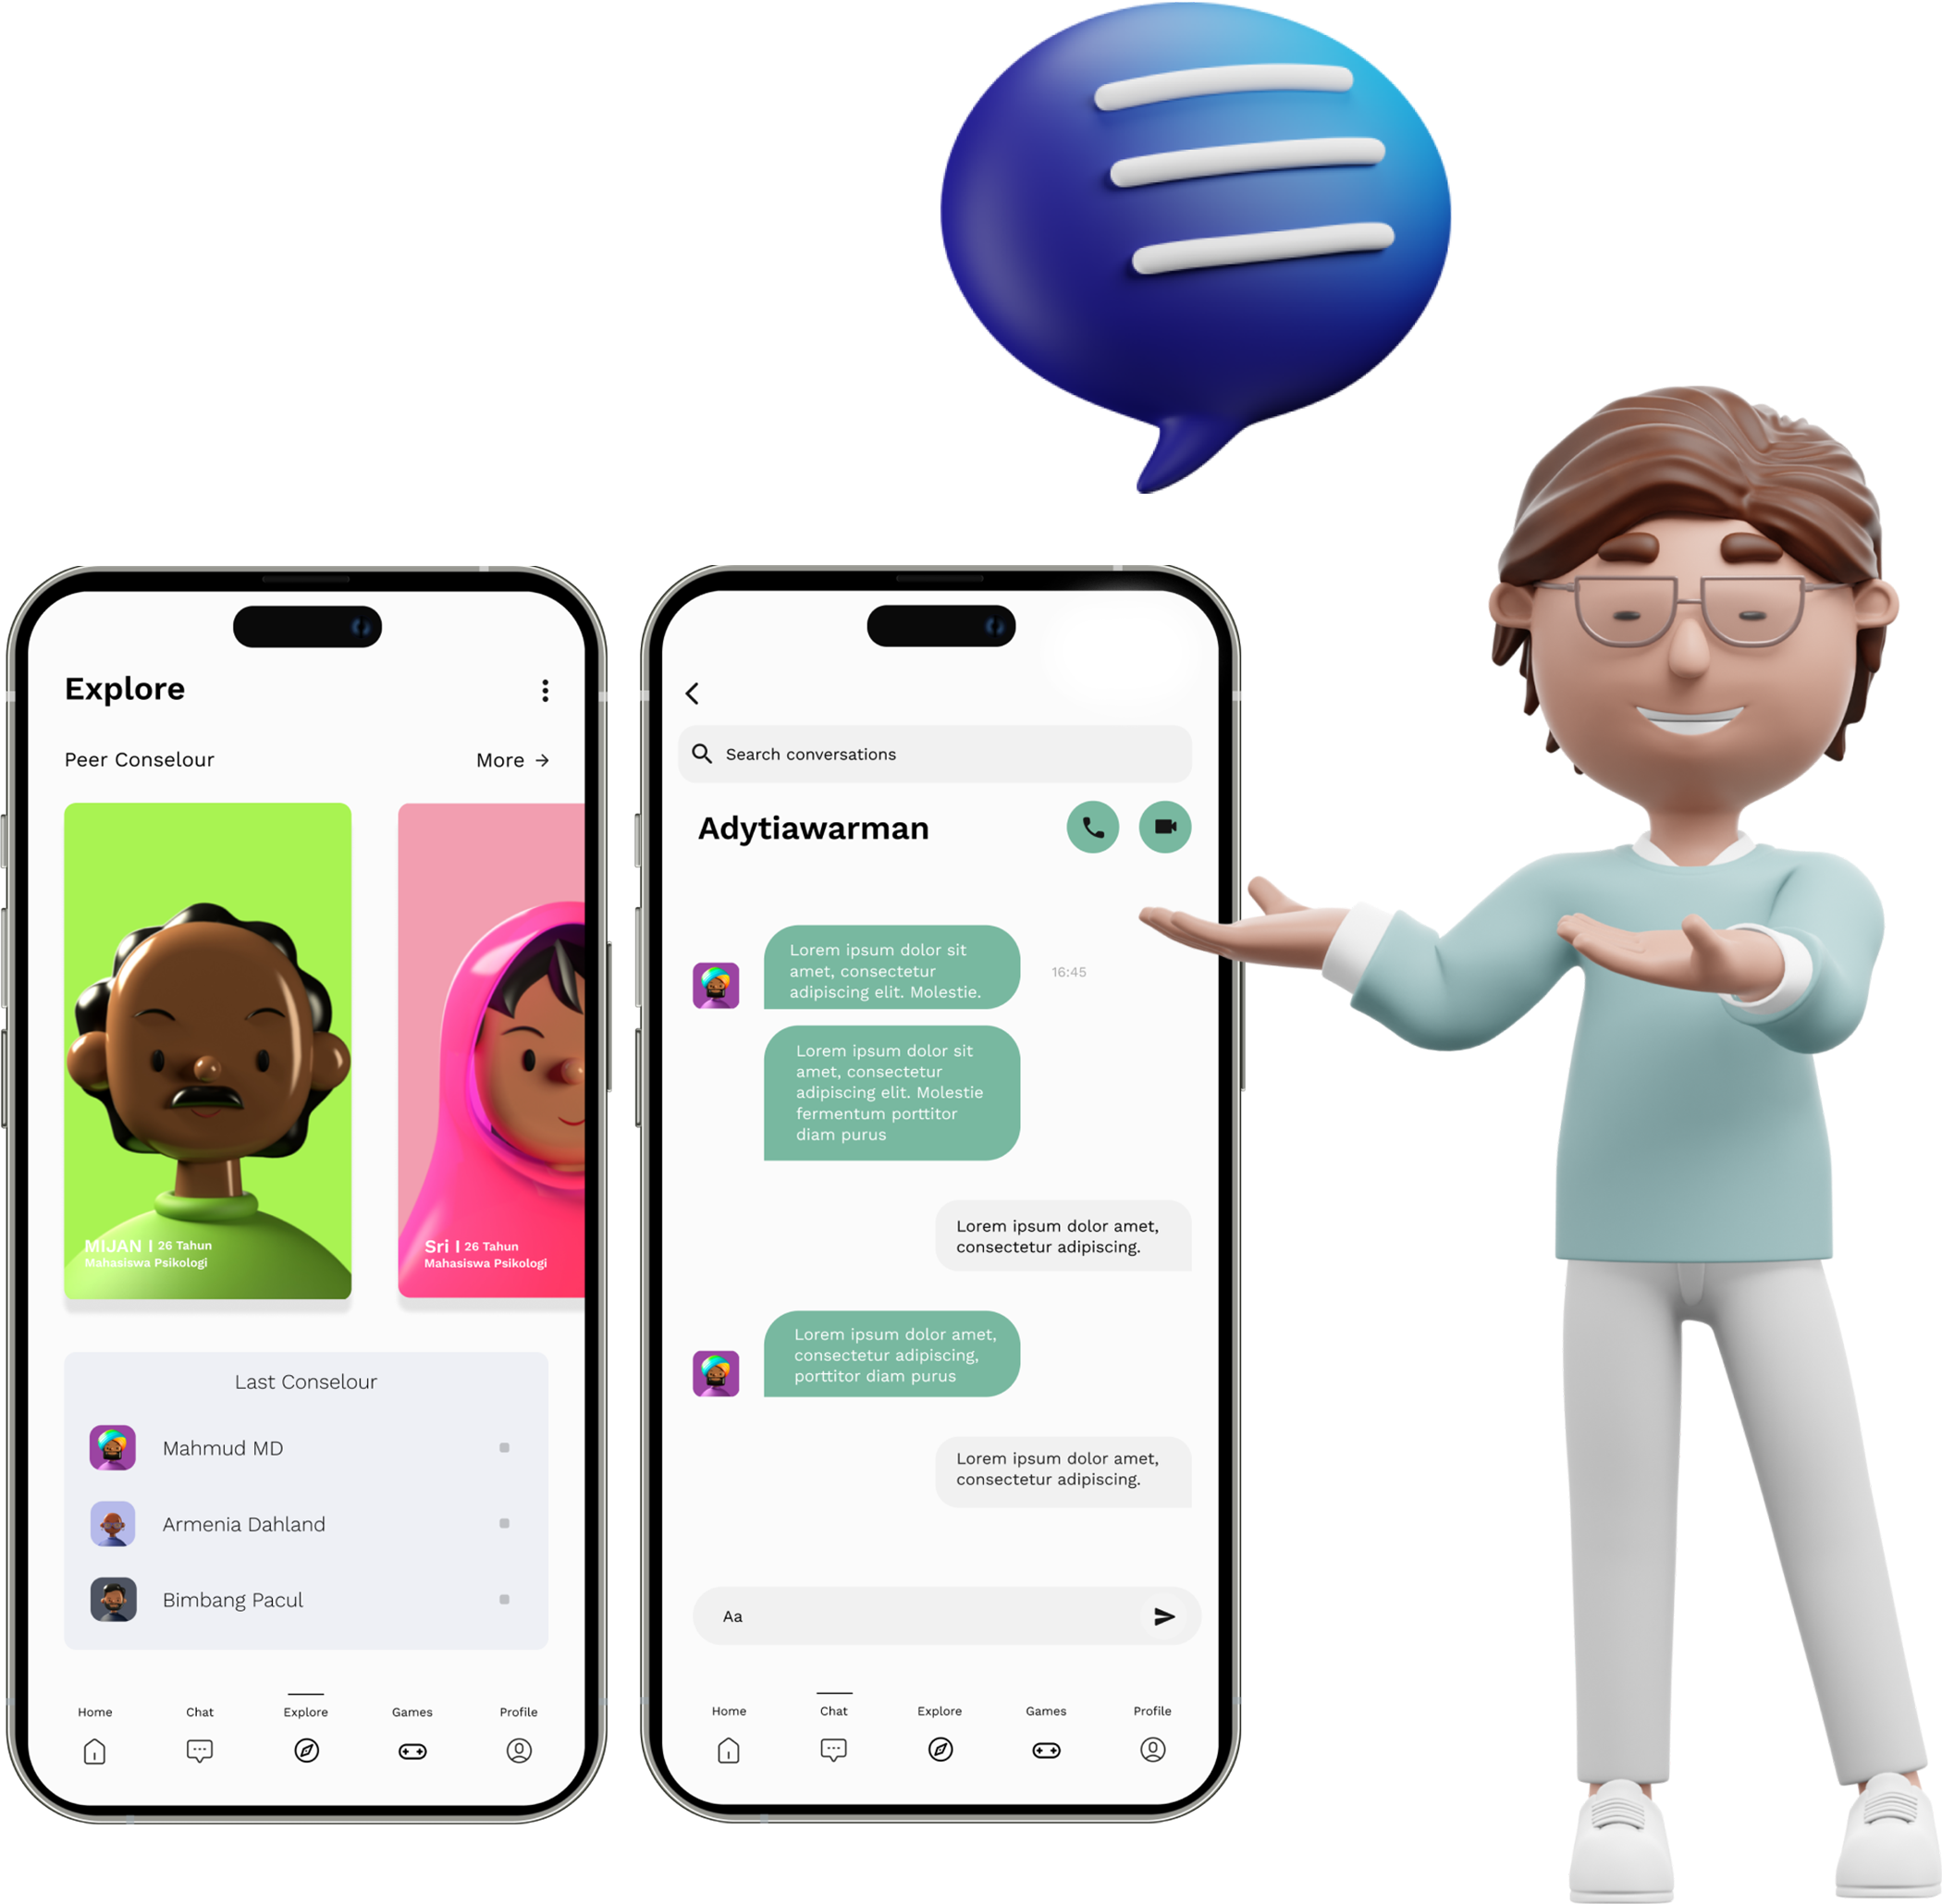 Explore
Peer Conselour
More →
MIJAN | 26 Tahun
Mahasiswa Psikologi
Sri | 26 Tahun
Mahasiswa Psikologi
Last Conselour
Mahmud MD
Armenia Dahland
Bimbang Pacul
Home Chat Explore Games Profile
Search conversations
Adytiawarman
Lorem ipsum dolor sit
amet, consectetur
adipiscing elit. Molestie.
16:45
Lorem ipsum dolor sit
amet, consectetur
adipiscing elit. Molestie
fermentum porttitor
diam purus
Lorem ipsum dolor amet,
consectetur adipiscing.
Lorem ipsum dolor amet,
consectetur adipiscing,
porttitor diam purus
Lorem ipsum dolor amet,
consectetur adipiscing.
Aa
Home Chat Explore Games Profile